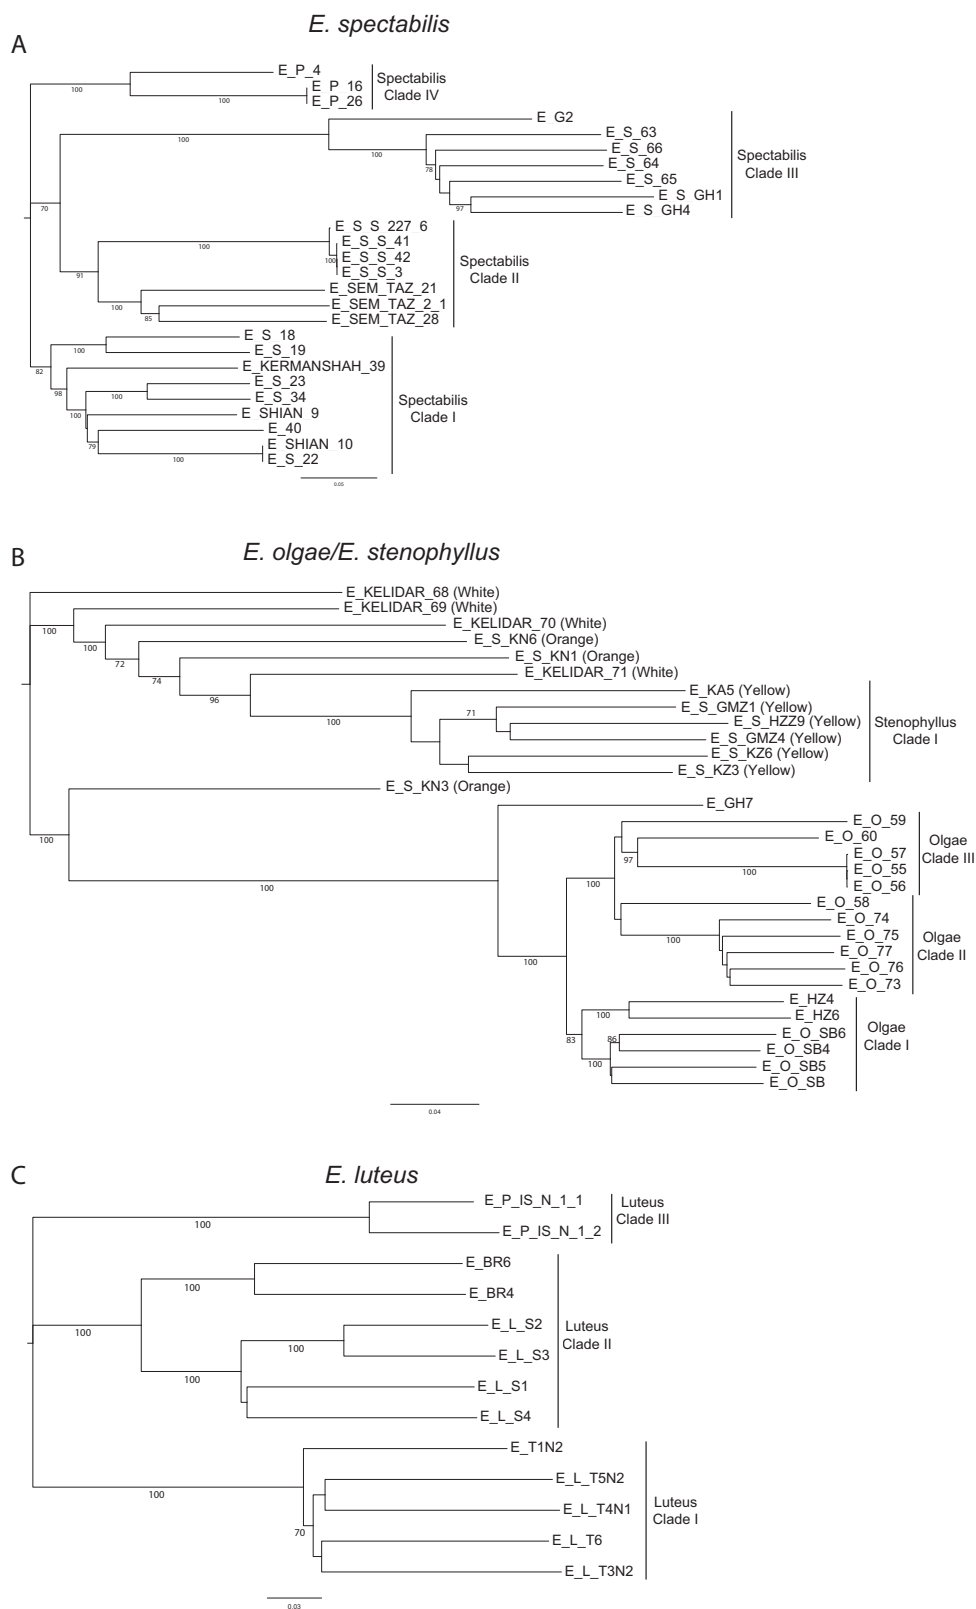 E. spectabilis
A
E_P_4
E_P_16
E_P_26
100
100
Spectabilis
Clade IV
E_G2
E_S_63
E_S_66
E_S_64
E_S_65
E_S_GH1
E_S_GH4
100
100
78
97
Spectabilis
Clade III
70
E_S_S_227_6
E_S_S_41
E_S_S_42
E_S_S_3
E_SEM_TAZ_21
E_SEM_TAZ_2_1
E_SEM_TAZ_28
100
100
91
100
85
Spectabilis
Clade II
E_S_18
E_S_19
E_KERMANSHAH_39
E_S_23
E_S_34
E_SHIAN_9
E_40
E_SHIAN_10
E_S_22
100
82
98
100
100
79
100
Spectabilis
Clade I
0.05
B
E. olgae/E. stenophyllus
E_KELIDAR_68 (White)
E_KELIDAR_69 (White)
E_KELIDAR_70 (White)
E_S_KN6 (Orange)
E_S_KN1 (Orange)
E_KELIDAR_71 (White)
100
100
72
74
96
100
71
E_KA5 (Yellow)
E_S_GMZ1 (Yellow)
E_S_HZZ9 (Yellow)
E_S_GMZ4 (Yellow)
E_S_KZ6 (Yellow)
E_S_KZ3 (Yellow)
Stenophyllus
Clade I
E_S_KN3 (Orange)
E_GH7
100
100
E_O_59
E_O_60
E_O_57
E_O_55
E_O_56
97
100
100
Olgae
Clade III
E_O_58
E_O_74
E_O_75
E_O_77
E_O_76
E_O_73
100
100
Olgae
Clade II
E_HZ4
E_HZ6
E_O_SB6
E_O_SB4
E_O_SB5
E_O_SB
100
83
86
100
Olgae
Clade I
0.04
C
E. luteus
E_P_IS_N_1_1
E_P_IS_N_1_2
100
Luteus
Clade III
E_BR6
E_BR4
E_L_S2
E_L_S3
E_L_S1
E_L_S4
100
100
100
100
Luteus
Clade II
E_T1N2
E_L_T5N2
E_L_T4N1
E_L_T6
E_L_T3N2
100
70
Luteus
Clade I
0.03